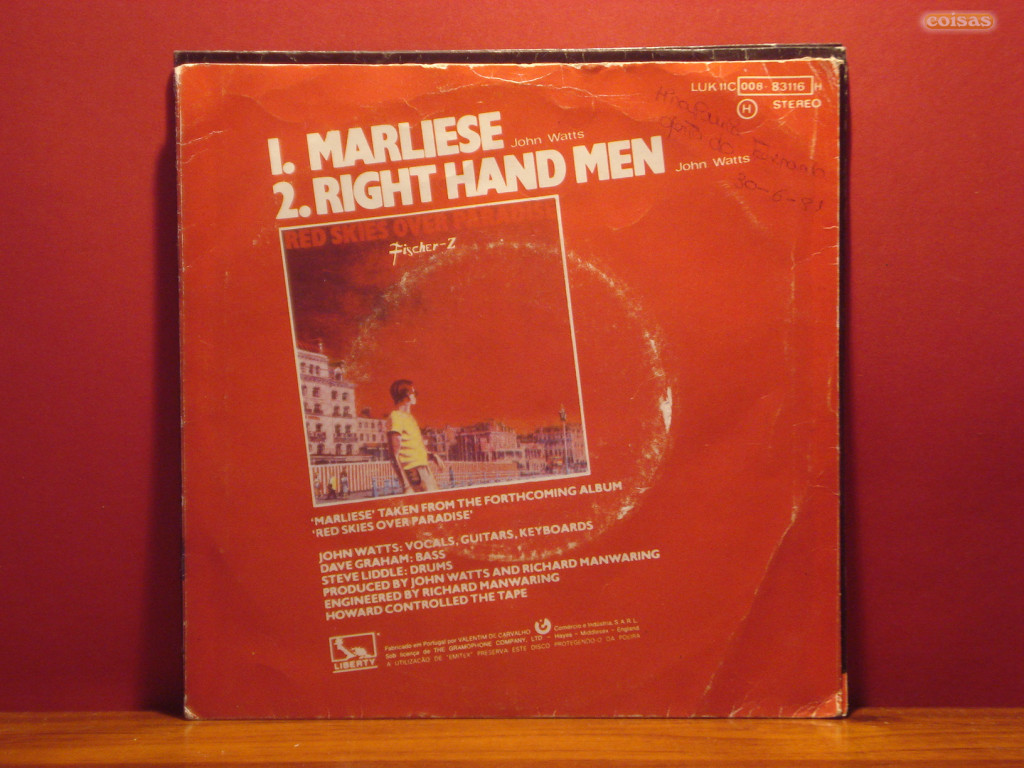 coisas
LUK 11C 008-83116 H
H STEREO
1. MARLIESE John Watts
2. RIGHT HAND MEN John Watts
30-6-81
RED SKIES OVER PARADISE
Fischer-Z
'MARLIESE' TAKEN FROM THE FORTHCOMING ALBUM
'RED SKIES OVER PARADISE'
JOHN WATTS: VOCALS, GUITARS, KEYBOARDS
DAVE GRAHAM: BASS
STEVE LIDDLE: DRUMS
PRODUCED BY JOHN WATTS AND RICHARD MANWARING
ENGINEERED BY RICHARD MANWARING
HOWARD CONTROLLED THE TAPE
LIBERTY
Fabricado em Portugal por VALENTIM DE CARVALHO Comércio e Indústria, S.A.R.L.
Sob licença de THE GRAMOPHONE COMPANY, LTD - Hayes - Middlesex - England
A UTILIZAÇÃO DE "EMITEX" PRESERVA ESTE DISCO PROTEGENDO-O DA POEIRA